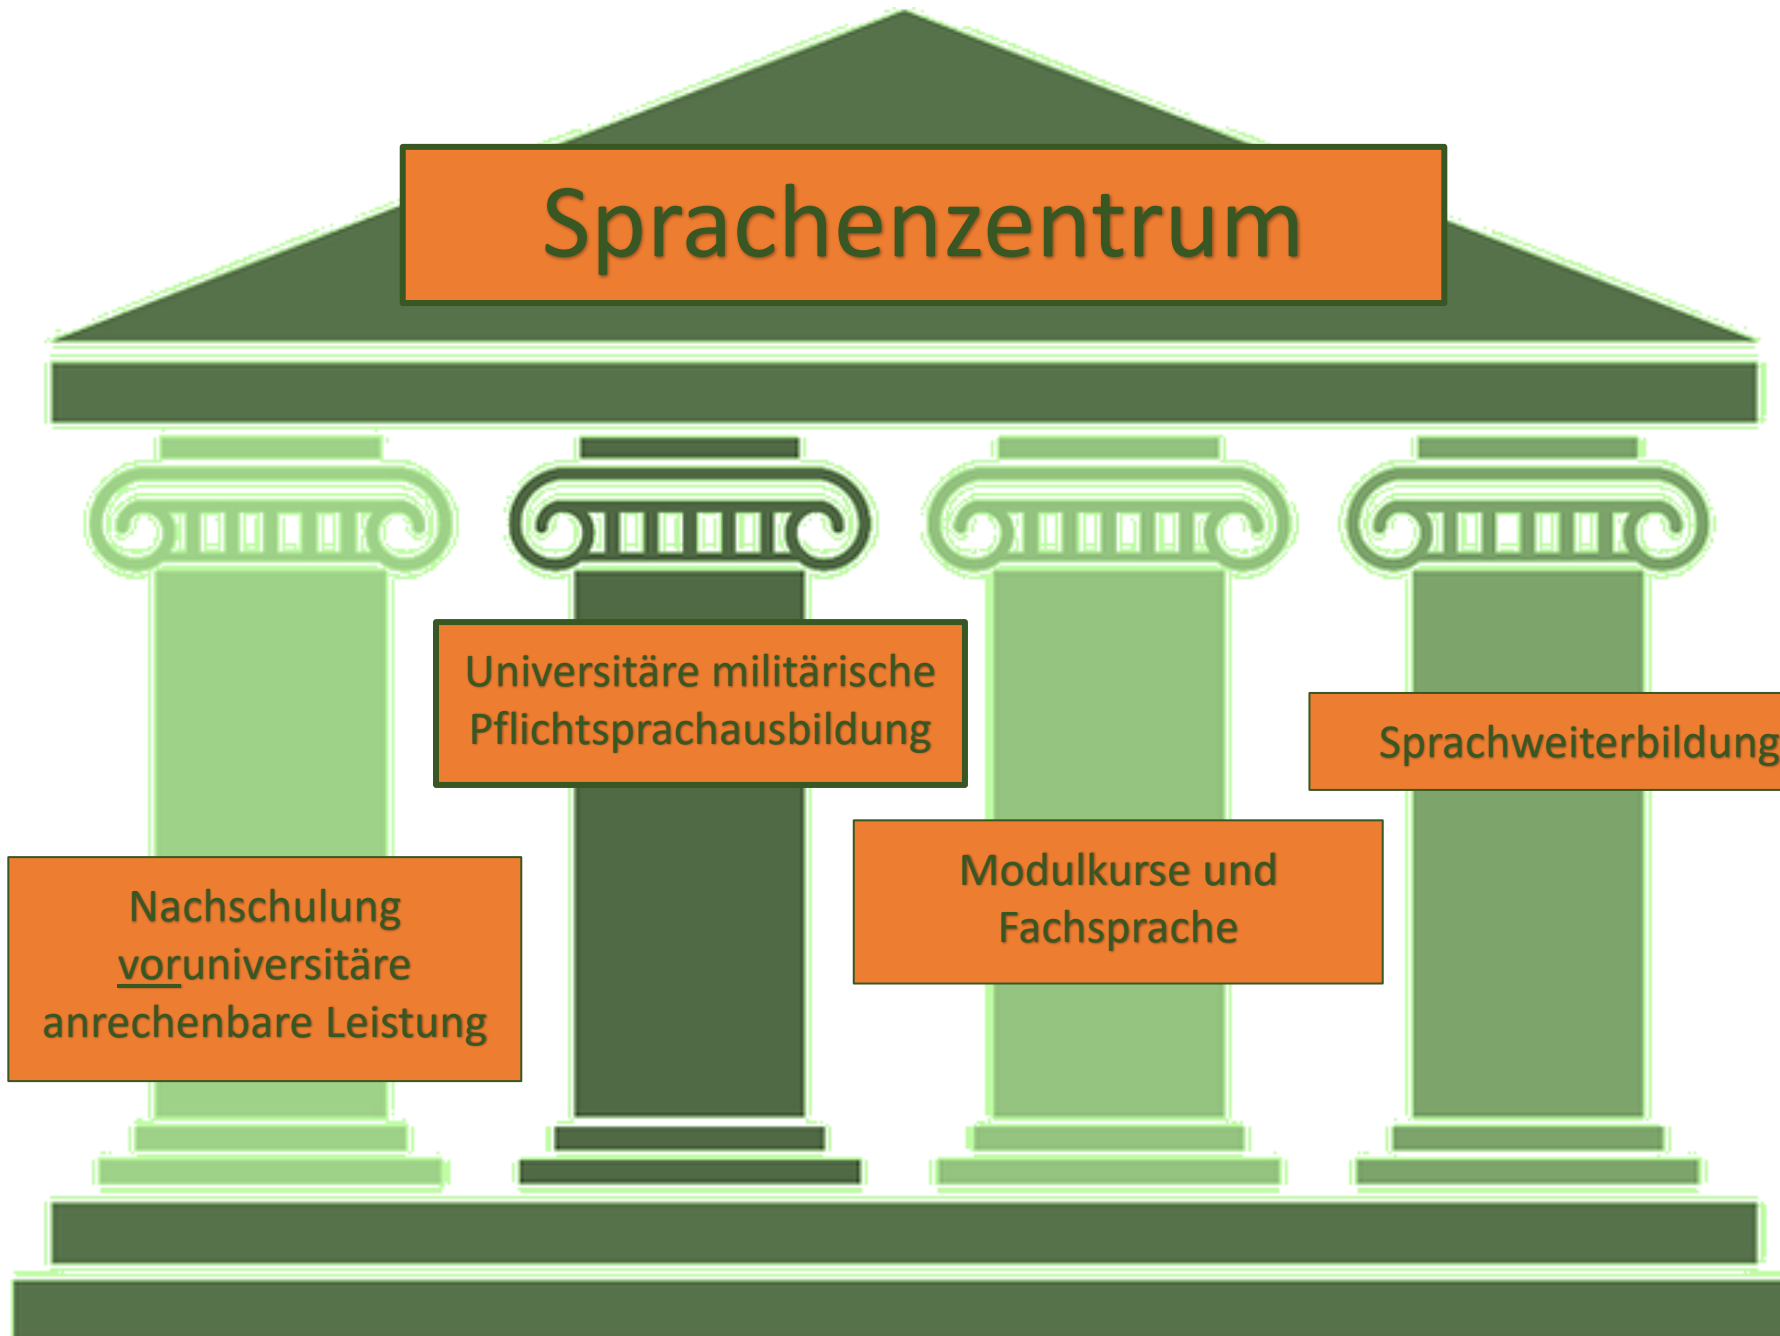 Sprachenzentrum
Universitäre militärische
Pflichtsprachausbildung
Sprachweiterbildung
Modulkurse und
Fachsprache
Nachschulung
voruniversitäre
anrechenbare Leistung